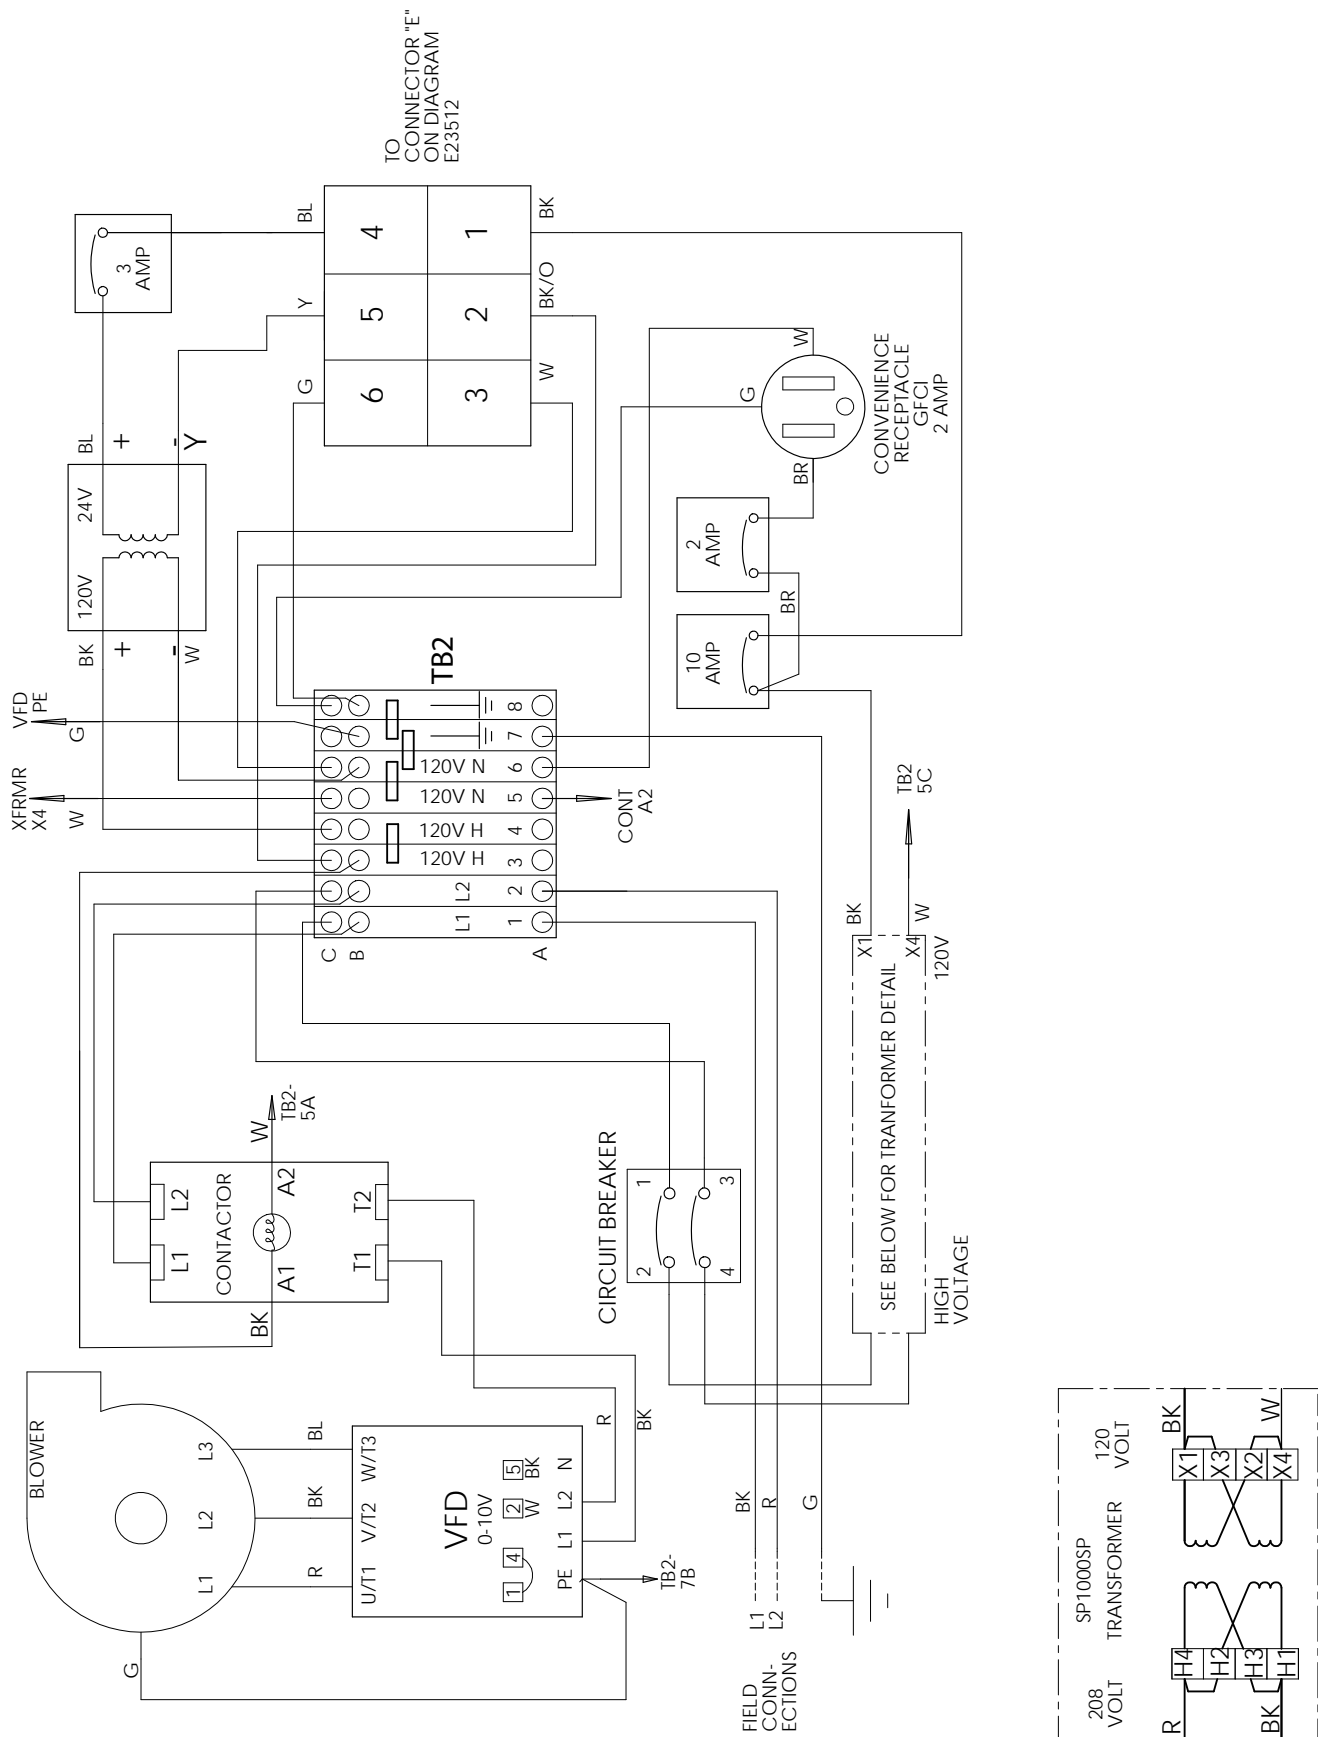 BLOWER
L1
L2
L3
G
R
BK
BL
U/T1
V/T2
W/T3
VFD
0-10V
1
4
2
5
W
BK
PE
L1
L2
N
TB2-
7B
R
BK
L1
L2
CONTACTOR
A1
A2
BK
W
T1
T2
TB2-
5A
CIRCUIT BREAKER
2
1
4
3
FIELD
CONN-
ECTIONS
L1
L2
BK
R
G
SEE BELOW FOR TRANFORMER DETAIL
HIGH
VOLTAGE
X1
X4
120V
BK
W
TB2
5C
XFRMR
X4
W
VFD
PE
G
C
B
A
L1
L2
120V H
120V H
120V N
120V N
1
2
3
4
5
6
7
8
TB2
CONT
A2
BK
+
-
W
120V
24V
BL
+
-
Y
3
AMP
G
Y
BL
6
5
4
3
2
1
W
BK/O
BK
TO
CONNECTOR "E"
ON DIAGRAM
E23512
10
AMP
BR
2
AMP
BR
G
W
CONVENIENCE
RECEPTACLE
GFCI
2 AMP
208
VOLT
SP1000SP
TRANSFORMER
120
VOLT
R
BK
H4
H2
H3
H1
X1
X3
X2
X4
BK
W